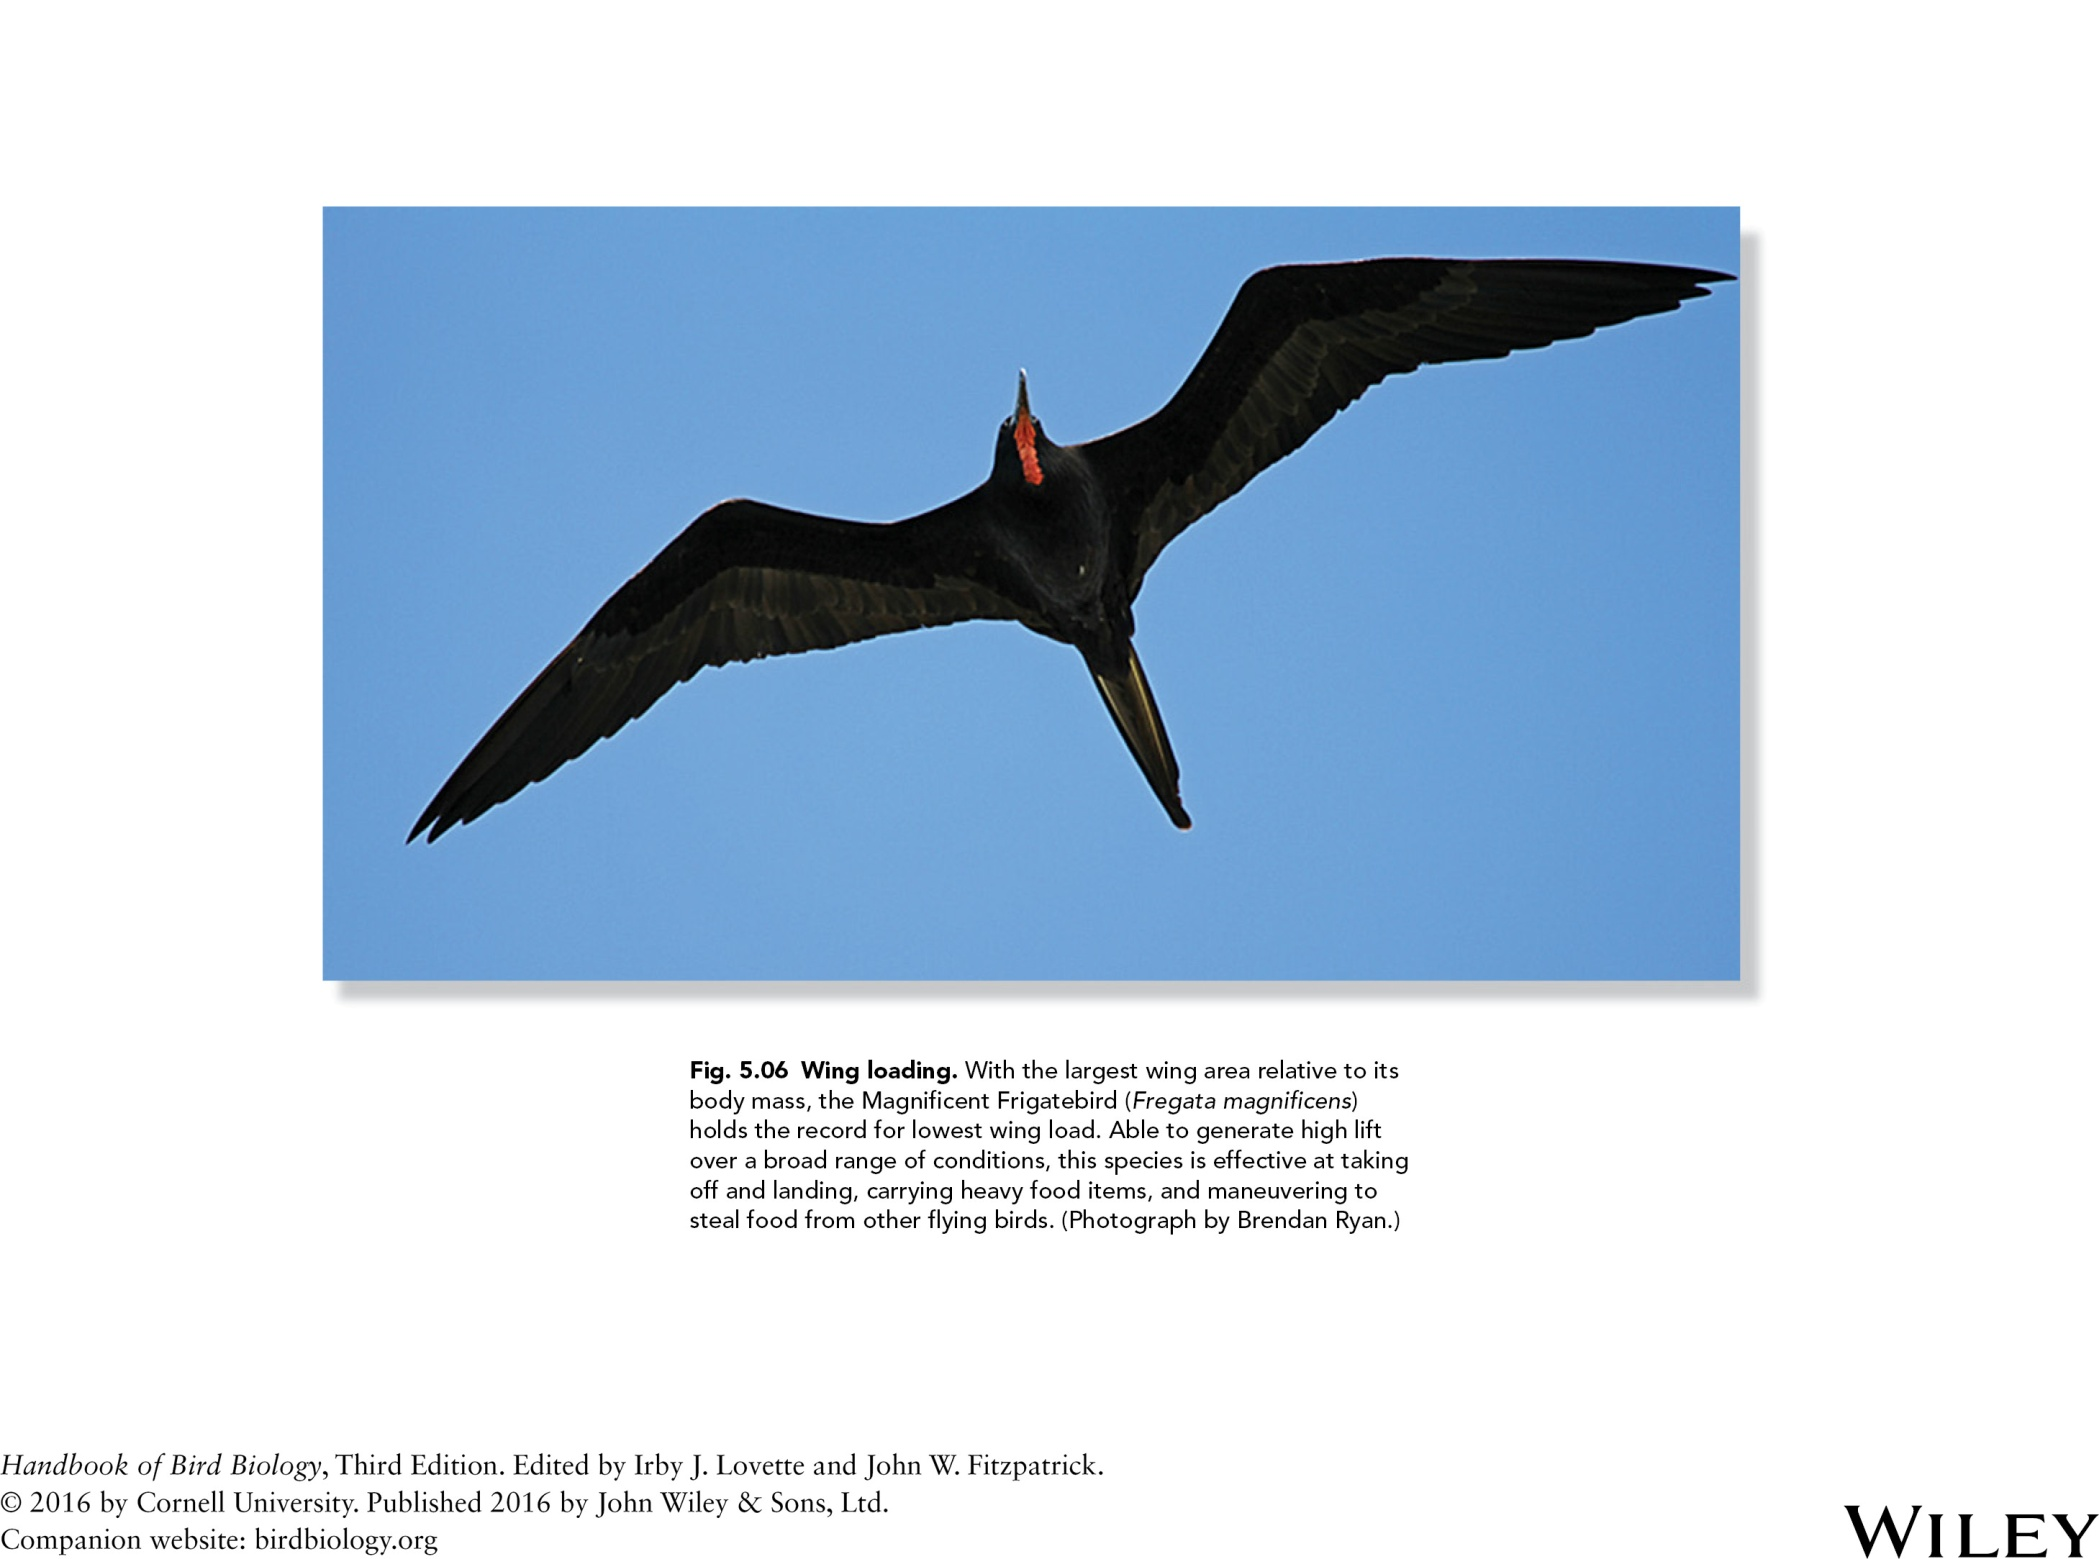 Fig. 5.06 Wing loading. With the largest wing area relative to its
body mass, the Magnificent Frigatebird (Fregata magnificens)
holds the record for lowest wing load. Able to generate high lift
over a broad range of conditions, this species is effective at taking
off and landing, carrying heavy food items, and maneuvering to
steal food from other flying birds. (Photograph by Brendan Ryan.)
Handbook of Bird Biology, Third Edition. Edited by Irby J. Lovette and John W. Fitzpatrick.
© 2016 by Cornell University. Published 2016 by John Wiley & Sons, Ltd.
Companion website: birdbiology.org
WILEY